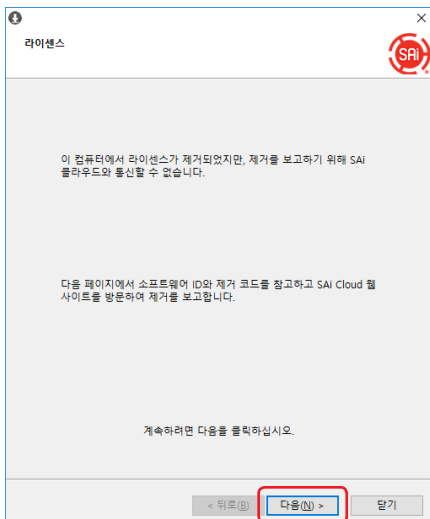 라이센스
SAi
이 컴퓨터에서 라이센스가 제거되었지만, 제거를 보고하기 위해 SAi
클라우드와 통신할 수 없습니다.
다음 페이지에서 소프트웨어 ID와 제거 코드를 참고하고 SAi Cloud 웹
사이트를 방문하여 제거를 보고합니다.
계속하려면 다음을 클릭하십시오.
< 뒤로(B) 다음(N) > 닫기